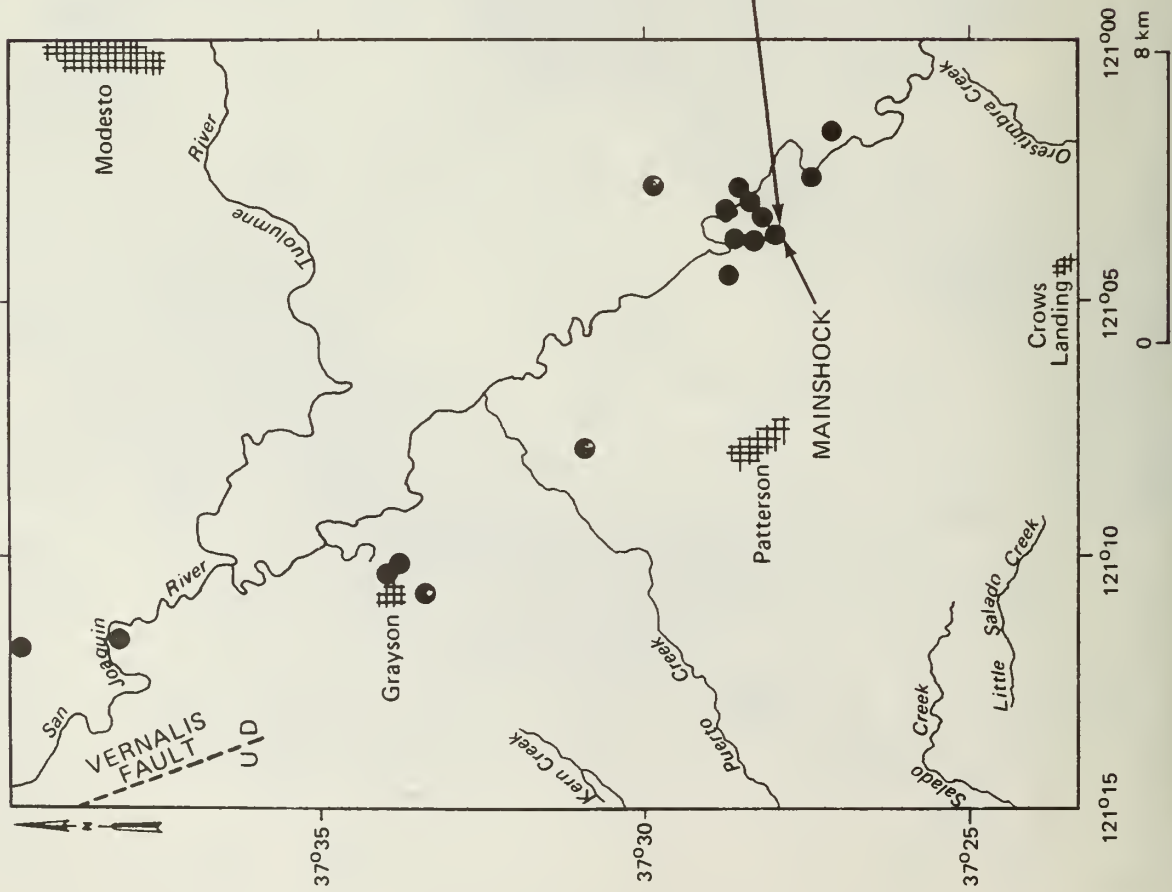 Modesto
River
Tuolumne
San
Joaquin
River
VERNALIS
FAULT
U D
N
Grayson
37°35
37°30
37°25
Kern Creek
Puerto
Creek
Patterson
MAINSHOCK
Crows
Landing
Orestimbra Creek
Salado
Creek
Little Salado Creek
121°15
121°10
121°05
121°00
0 8 km